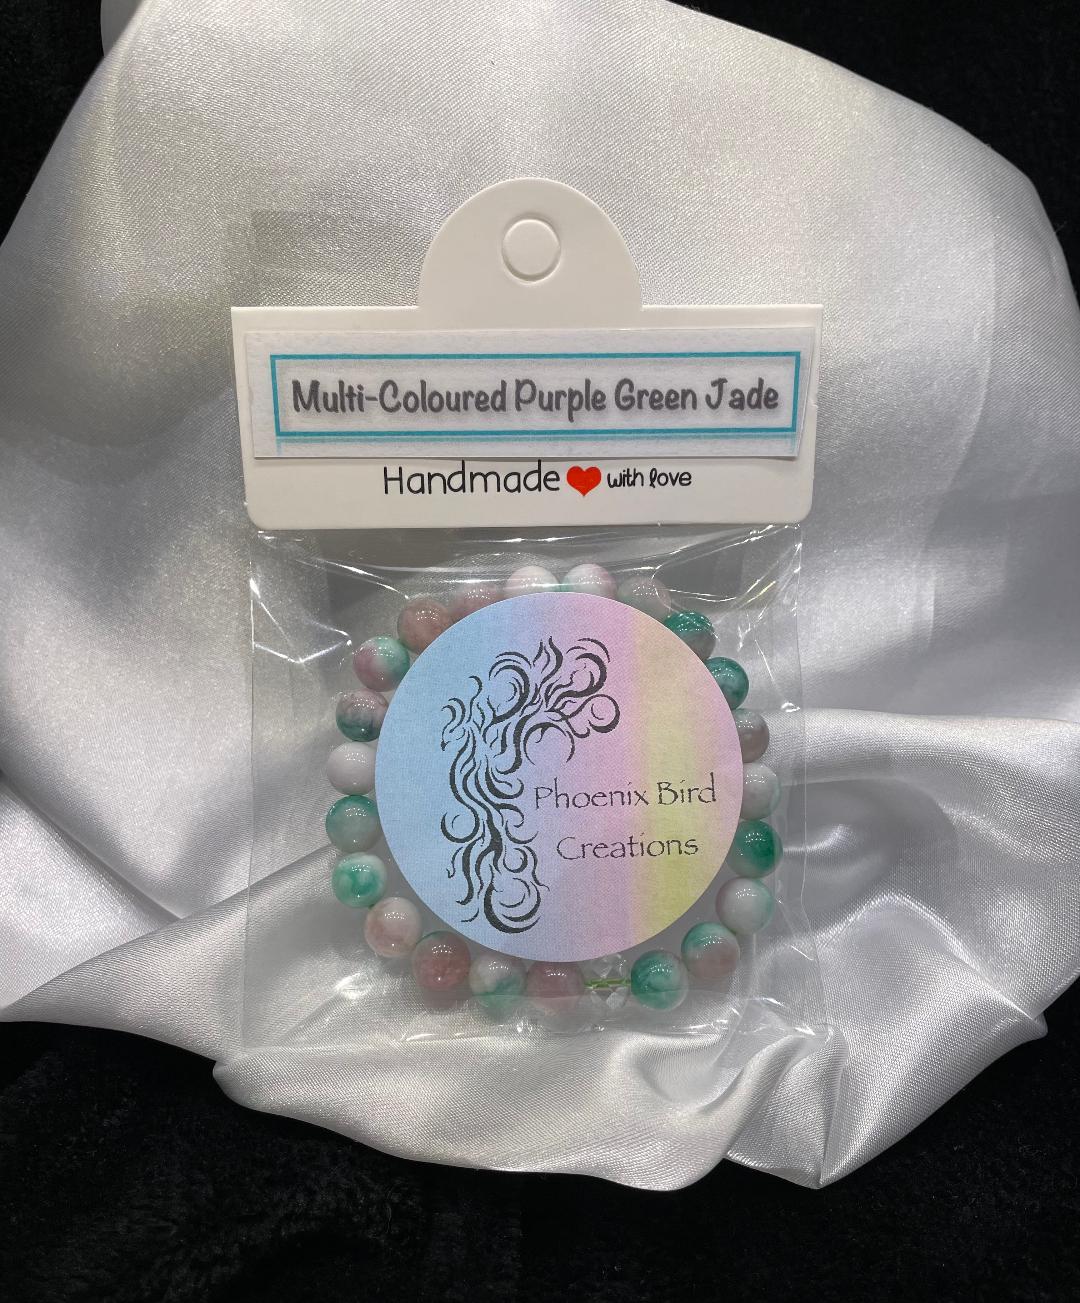 Multi-Coloured Purple Green Jade
Handmade with love
Phoenix Bird
Creations